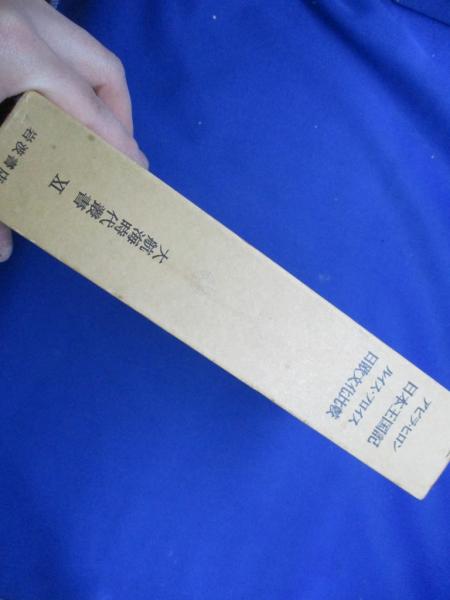 アビラ・ヒロン
日本王国記
ルイス・フロイス
日欧文化比較
大航海時代叢書
XI
岩波書店